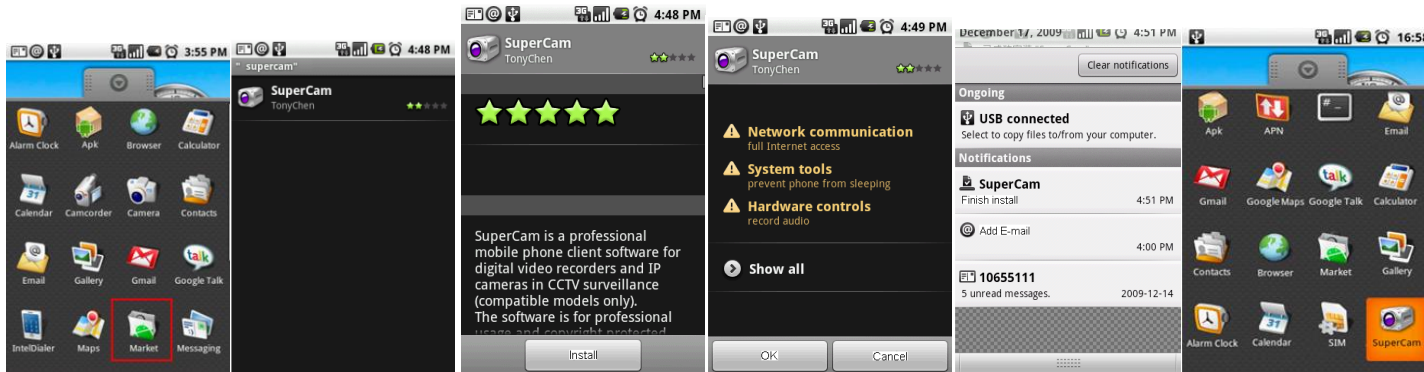 3:55 PM
Alarm Clock Apk Browser Calculator
Calendar Camcorder Camera Contacts
Email Gallery Gmail Google Talk
IntelDialer Maps Market Messaging
4:48 PM
" supercam"
SuperCam
TonyChen
4:48 PM
SuperCam
TonyChen
SuperCam is a professional
mobile phone client software for
digital video recorders and IP
cameras in CCTV surveillance
(compatible models only).
The software is for professional
usage and copyright protected
Install
4:49 PM
SuperCam
TonyChen
Network communication
full Internet access
System tools
prevent phone from sleeping
Hardware controls
record audio
Show all
OK Cancel
December 17, 2009 4:51 PM
Clear notifications
Ongoing
USB connected
Select to copy files to/from your computer.
Notifications
SuperCam
Finish install 4:51 PM
Add E-mail
4:00 PM
10655111
5 unread messages. 2009-12-14
Apk APN Email
Gmail Google Maps Google Talk Calculator
Contacts Browser Market Gallery
Alarm Clock Calendar SIM SuperCam